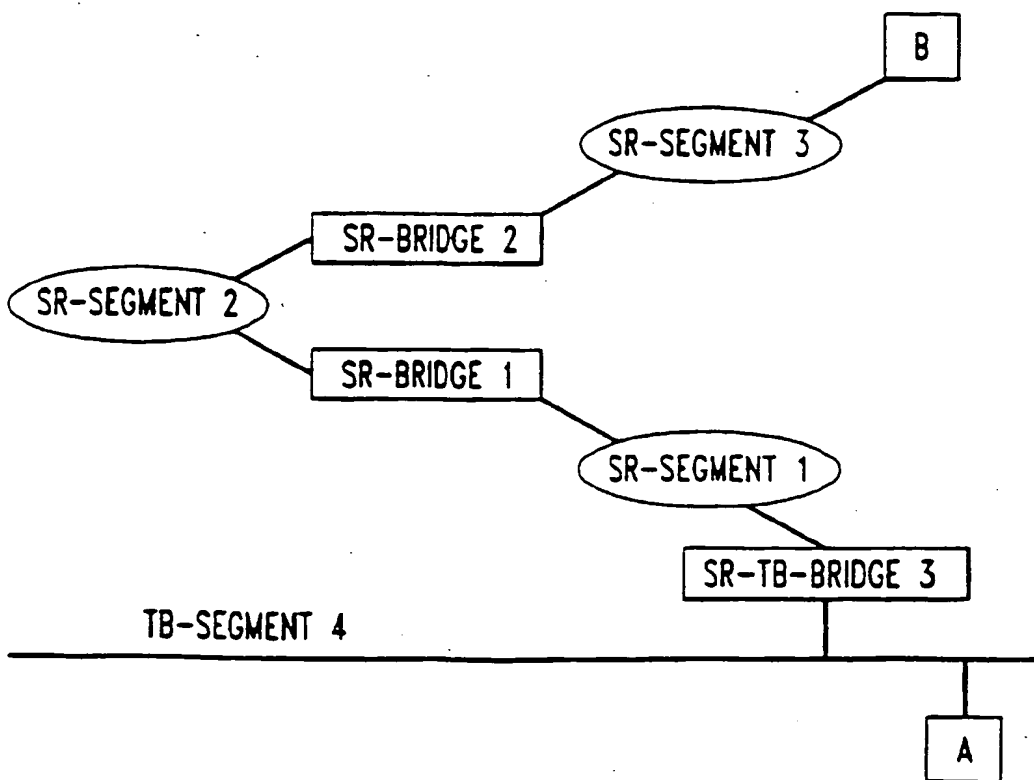 B
SR-SEGMENT 3
SR-BRIDGE 2
SR-SEGMENT 2
SR-BRIDGE 1
SR-SEGMENT 1
SR-TB-BRIDGE 3
TB-SEGMENT 4
A